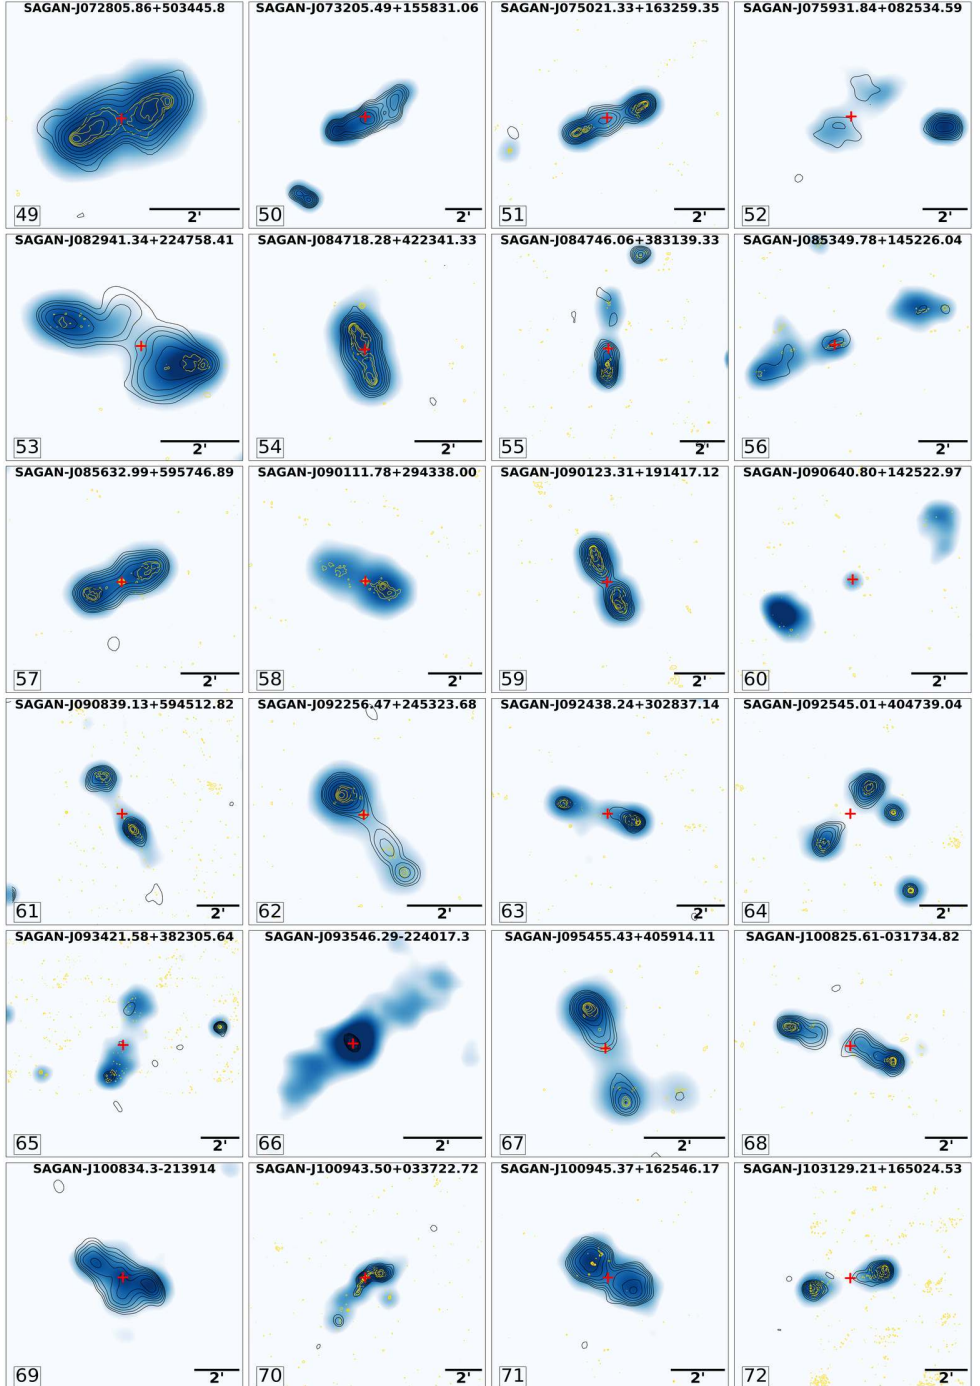 SAGAN-J072805.86+503445.8 SAGAN-J073205.49+155831.06 SAGAN-J075021.33+163259.35 SAGAN-J075931.84+082534.59
49 2' 50 2' 51 2' 52 2'
SAGAN-J082941.34+224758.41 SAGAN-J084718.28+422341.33 SAGAN-J084746.06+383139.33 SAGAN-J085349.78+145226.04
53 2' 54 2' 55 2' 56 2'
SAGAN-J085632.99+595746.89 SAGAN-J090111.78+294338.00 SAGAN-J090123.31+191417.12 SAGAN-J090640.80+142522.97
57 2' 58 2' 59 2' 60 2'
SAGAN-J090839.13+594512.82 SAGAN-J092256.47+245323.68 SAGAN-J092438.24+302837.14 SAGAN-J092545.01+404739.04
61 2' 62 2' 63 2' 64 2'
SAGAN-J093421.58+382305.64 SAGAN-J093546.29-224017.3 SAGAN-J095455.43+405914.11 SAGAN-J100825.61-031734.82
65 2' 66 2' 67 2' 68 2'
SAGAN-J100834.3-213914 SAGAN-J100943.50+033722.72 SAGAN-J100945.37+162546.17 SAGAN-J103129.21+165024.53
69 2' 70 2' 71 2' 72 2'